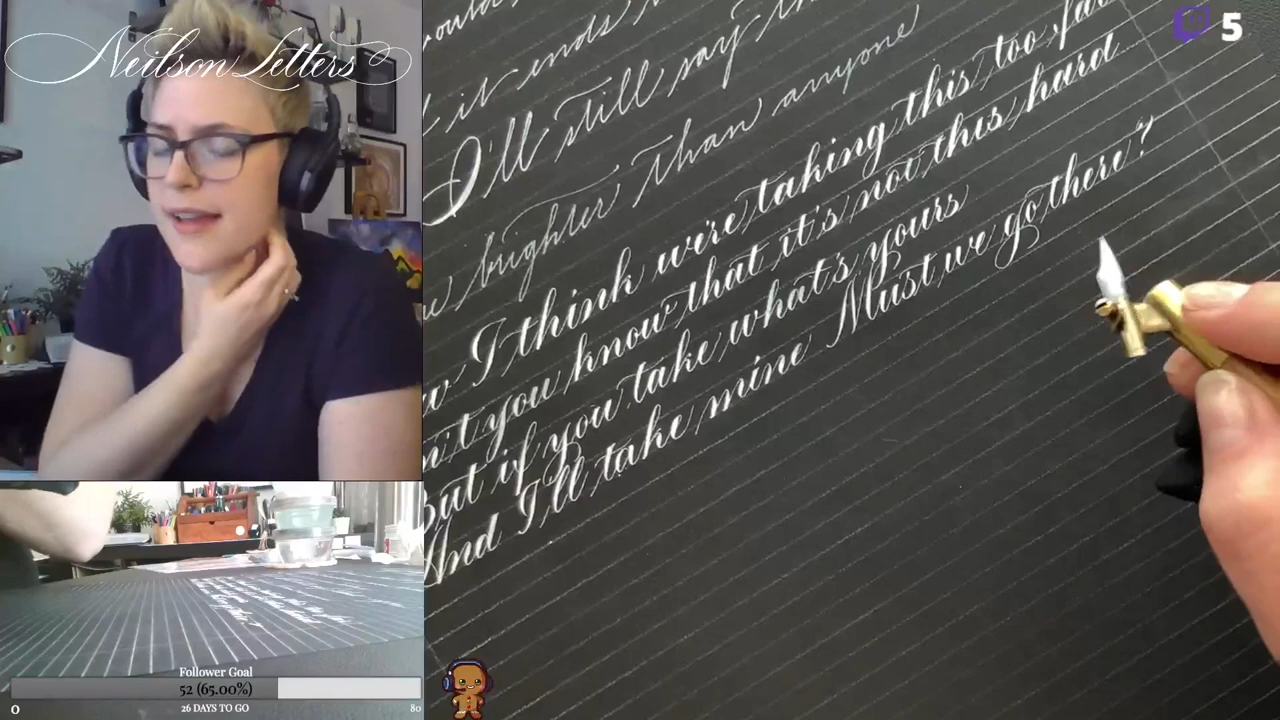 Neilson Letters
5
it ends
I'll still say
brighter than anyone
I think we're taking this too far
you know that it's not this hard
But if you take what's yours
And I'll take mine Must we go there?
Follower Goal
52 (65.00%)
0 26 DAYS TO GO 80